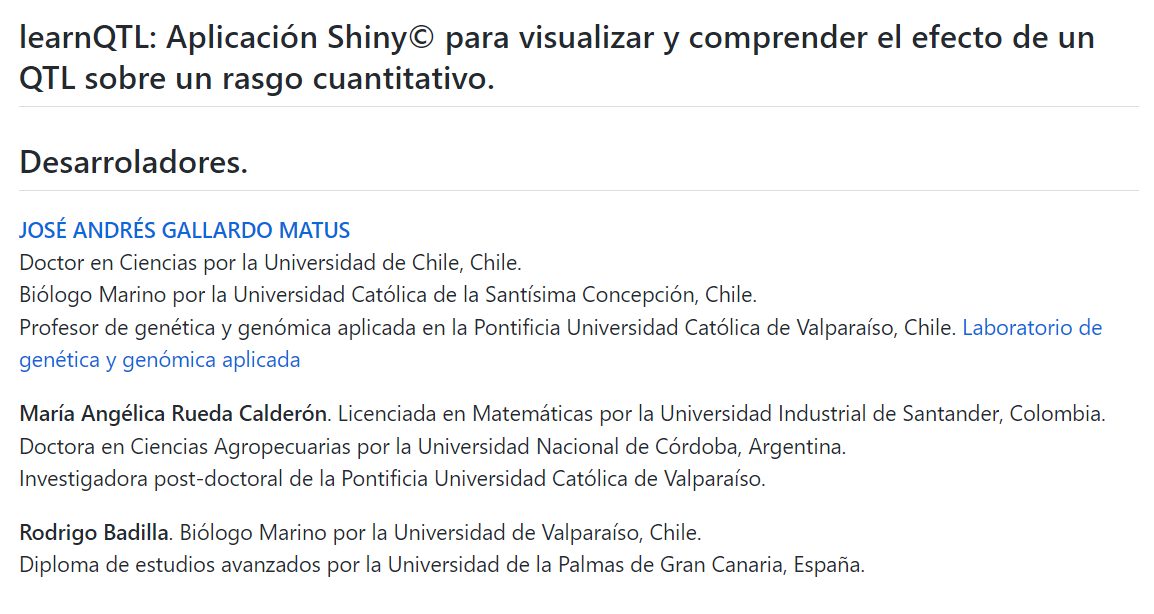 learnQTL: Aplicación Shiny© para visualizar y comprender el efecto de un
QTL sobre un rasgo cuantitativo.
Desarroladores.
JOSÉ ANDRÉS GALLARDO MATUS
Doctor en Ciencias por la Universidad de Chile, Chile.
Biólogo Marino por la Universidad Católica de la Santísima Concepción, Chile.
Profesor de genética y genómica aplicada en la Pontificia Universidad Católica de Valparaíso, Chile. Laboratorio de
genética y genómica aplicada
María Angélica Rueda Calderón. Licenciada en Matemáticas por la Universidad Industrial de Santander, Colombia.
Doctora en Ciencias Agropecuarias por la Universidad Nacional de Córdoba, Argentina.
Investigadora post-doctoral de la Pontificia Universidad Católica de Valparaíso.
Rodrigo Badilla. Biólogo Marino por la Universidad de Valparaíso, Chile.
Diploma de estudios avanzados por la Universidad de la Palmas de Gran Canaria, España.